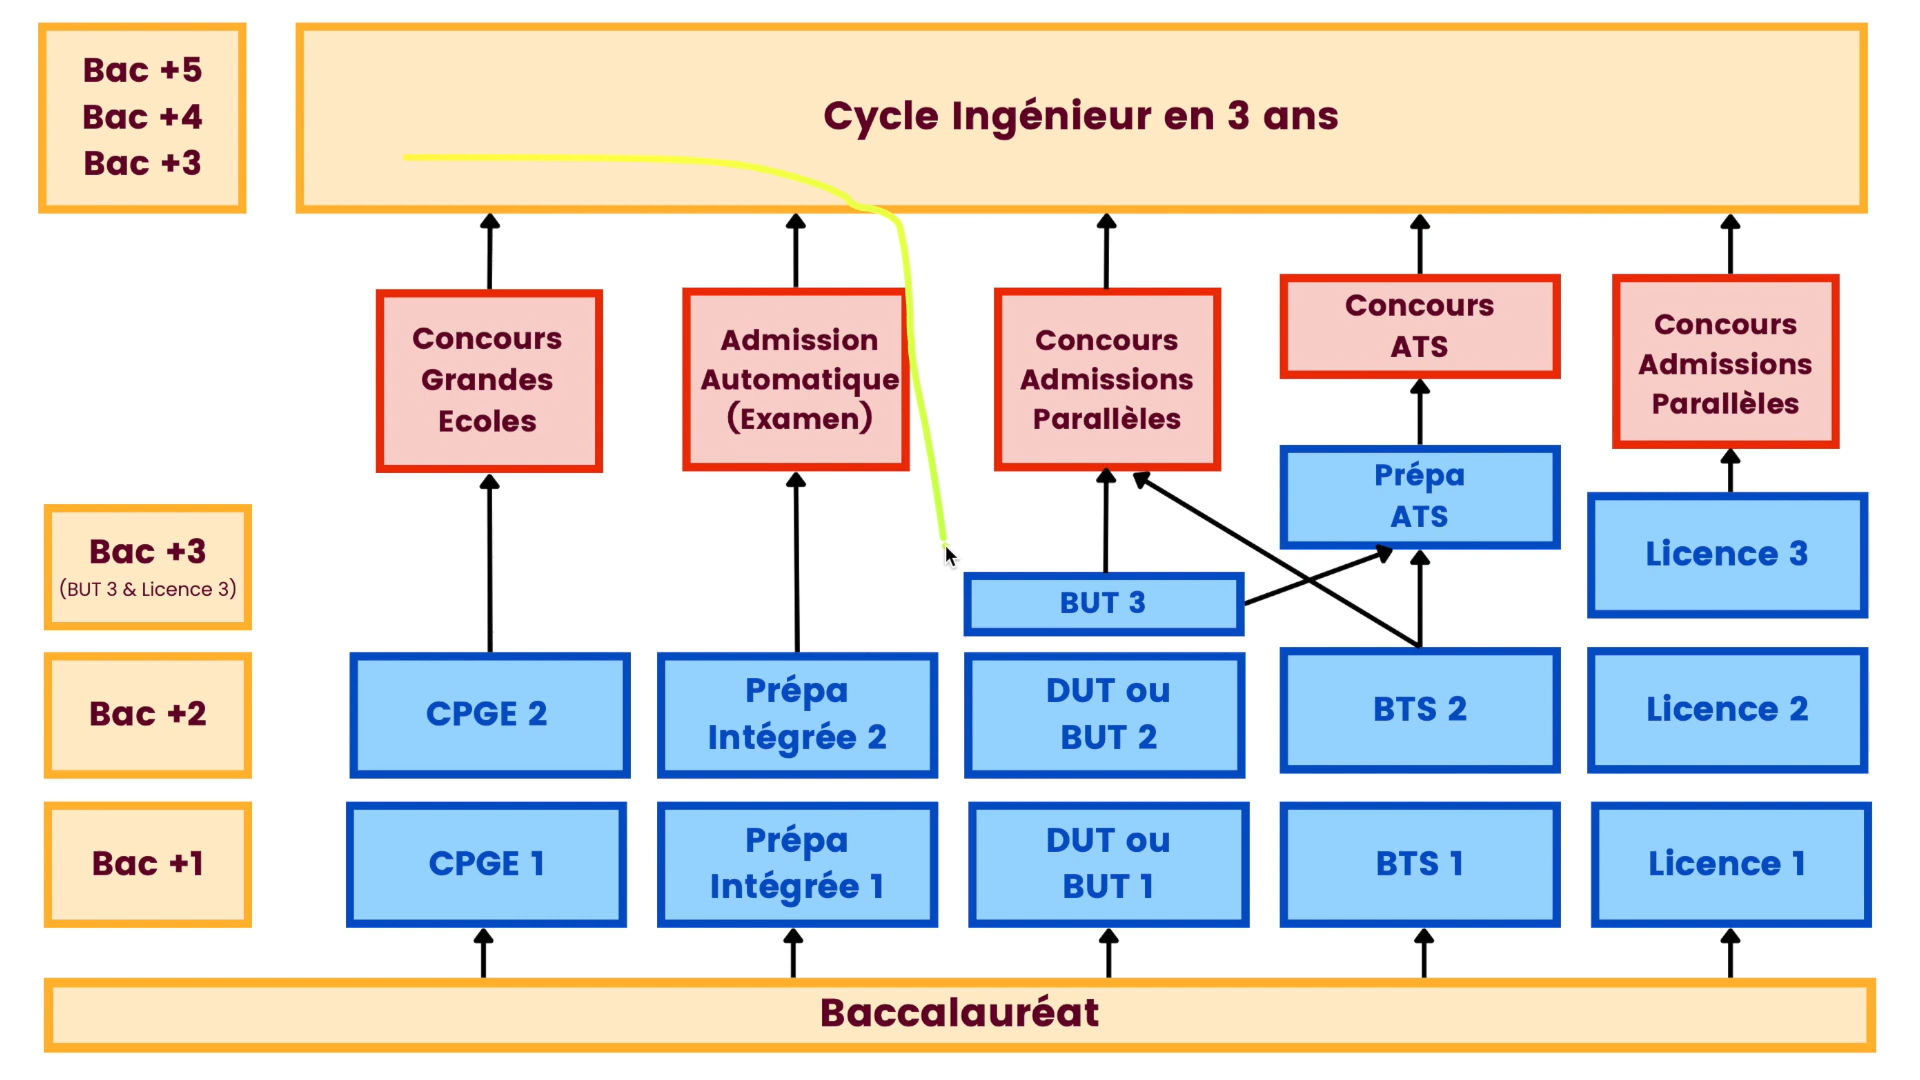 Bac +5
Bac +4
Bac +3
Cycle Ingénieur en 3 ans
Concours
Grandes
Ecoles
Admission
Automatique
(Examen)
Concours
Admissions
Parallèles
Concours
ATS
Concours
Admissions
Parallèles
Prépa
ATS
Bac +3
(BUT 3 & Licence 3)
BUT 3
Licence 3
Bac +2
CPGE 2
Prépa
Intégrée 2
DUT ou
BUT 2
BTS 2
Licence 2
Bac +1
CPGE 1
Prépa
Intégrée 1
DUT ou
BUT 1
BTS 1
Licence 1
Baccalauréat